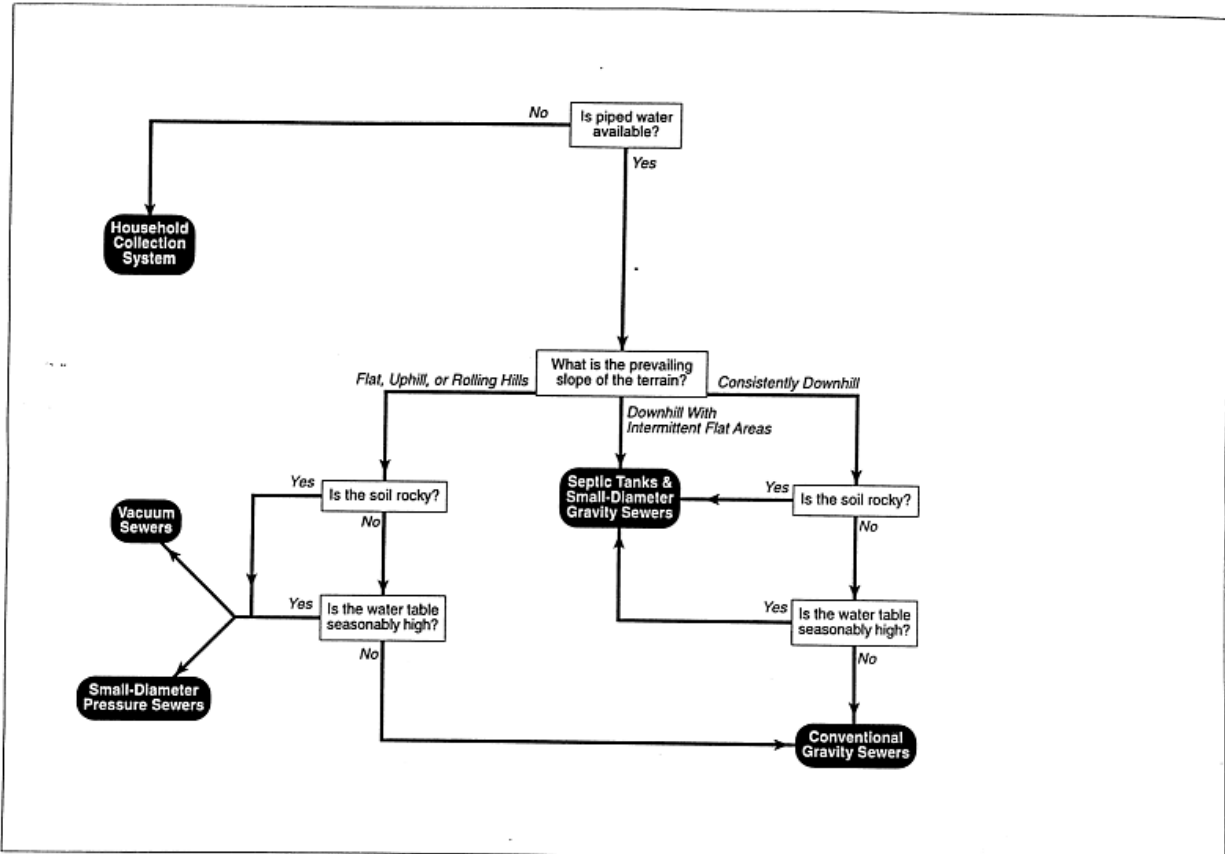 No
Is piped water
available?
Yes
Household
Collection
System
What is the prevailing
slope of the terrain?
Flat, Uphill, or Rolling Hills
Consistently Downhill
Downhill With
Intermittent Flat Areas
Yes
Is the soil rocky?
No
Septic Tanks &
Small-Diameter
Gravity Sewers
Yes
Is the soil rocky?
No
Vacuum
Sewers
Yes
Is the water table
seasonably high?
No
Yes
Is the water table
seasonably high?
No
Small-Diameter
Pressure Sewers
Conventional
Gravity Sewers